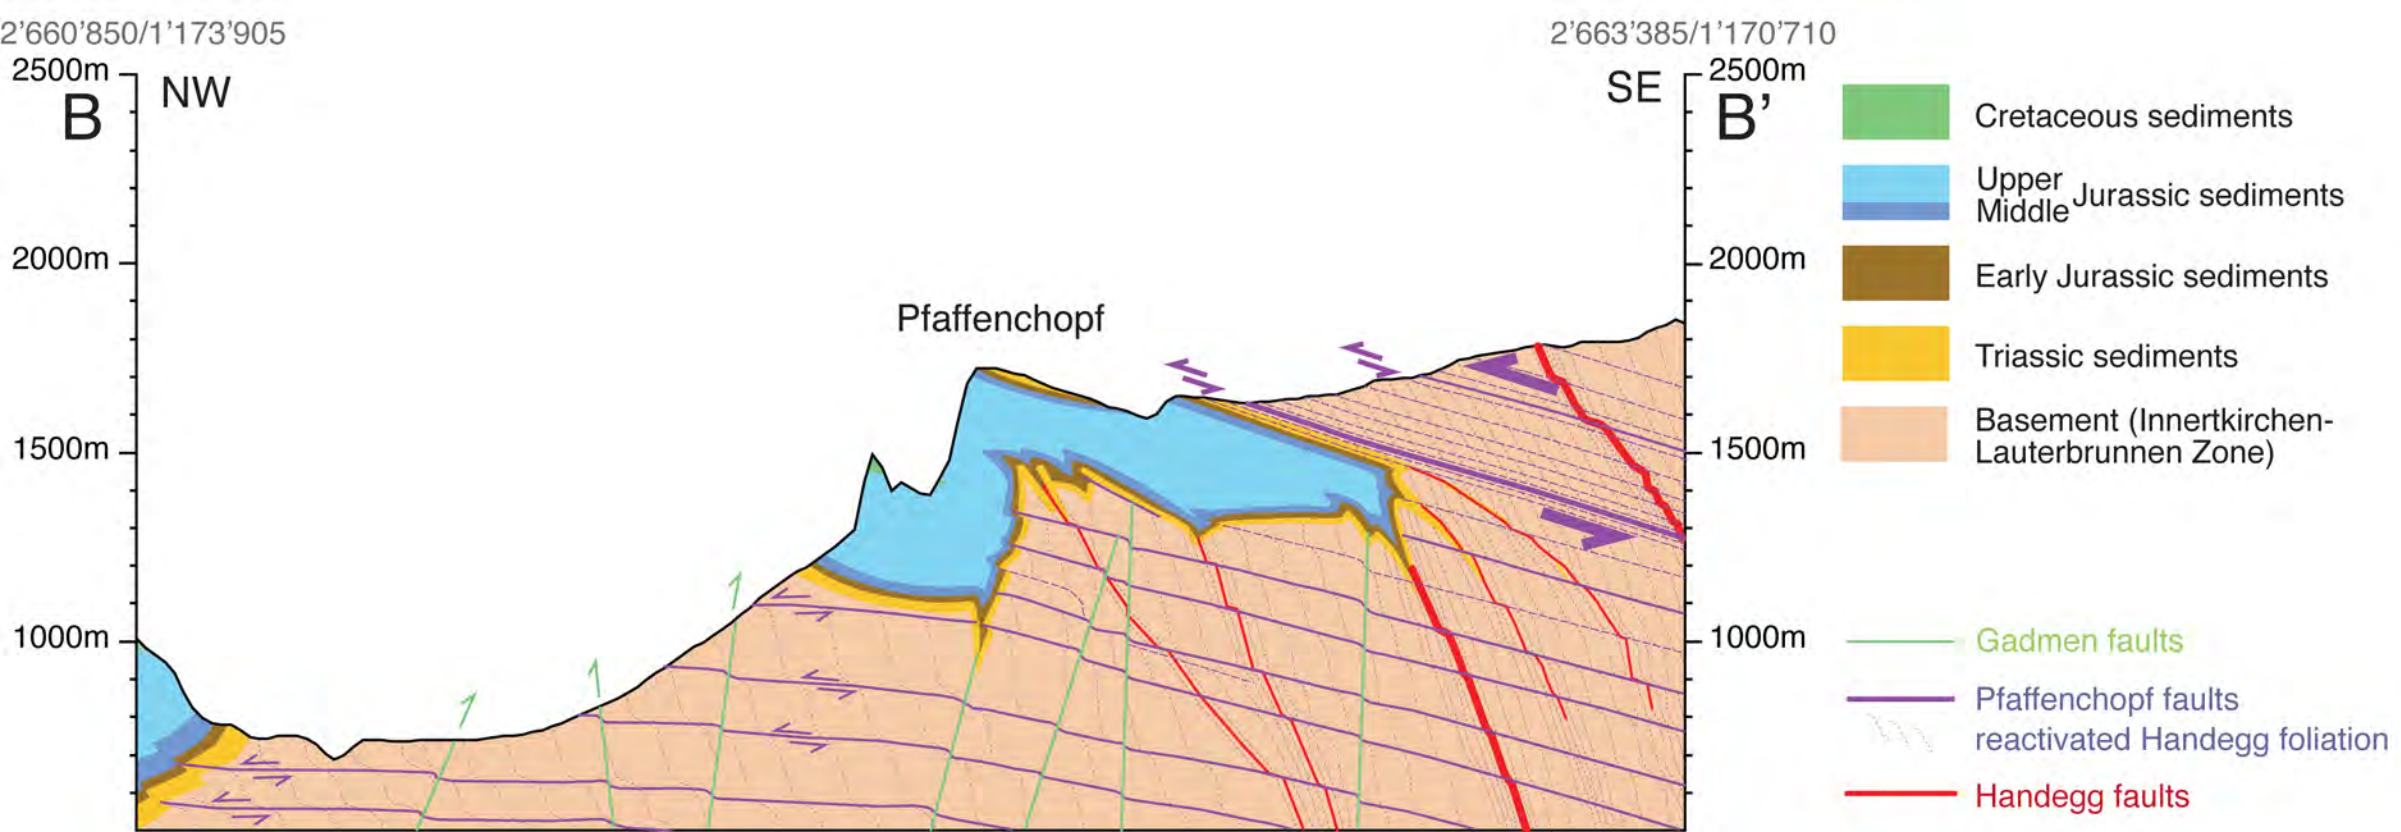 2'660'850/1'173'905
2'663'385/1'170'710
2500m
NW
SE
2500m
B
B'
Cretaceous sediments
Upper
Middle
Jurassic sediments
2000m
2000m
Early Jurassic sediments
Pfaffenchopf
Triassic sediments
1500m
1500m
Basement (Innertkirchen-
Lauterbrunnen Zone)
1000m
1000m
Gadmen faults
Pfaffenchopf faults
reactivated Handegg foliation
Handegg faults